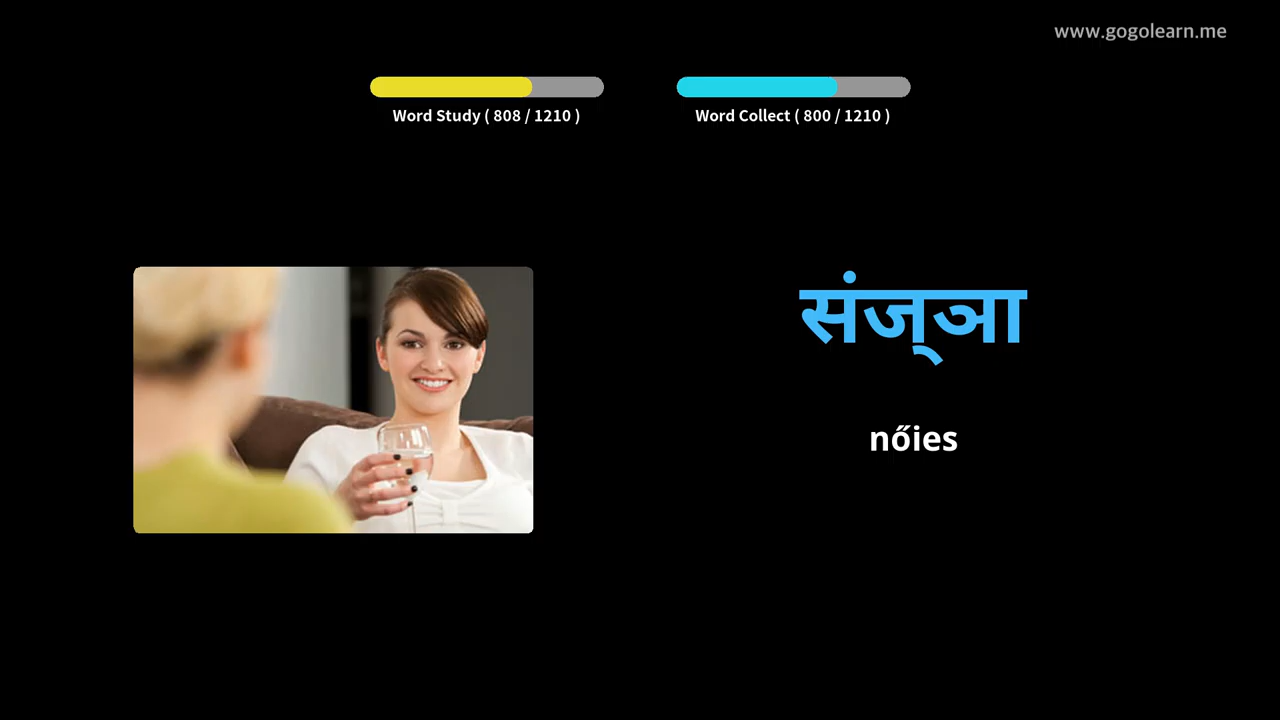 www.gogolearn.me
Word Study ( 808 / 1210 )
Word Collect ( 800 / 1210 )
संज्‌ञा
nőies